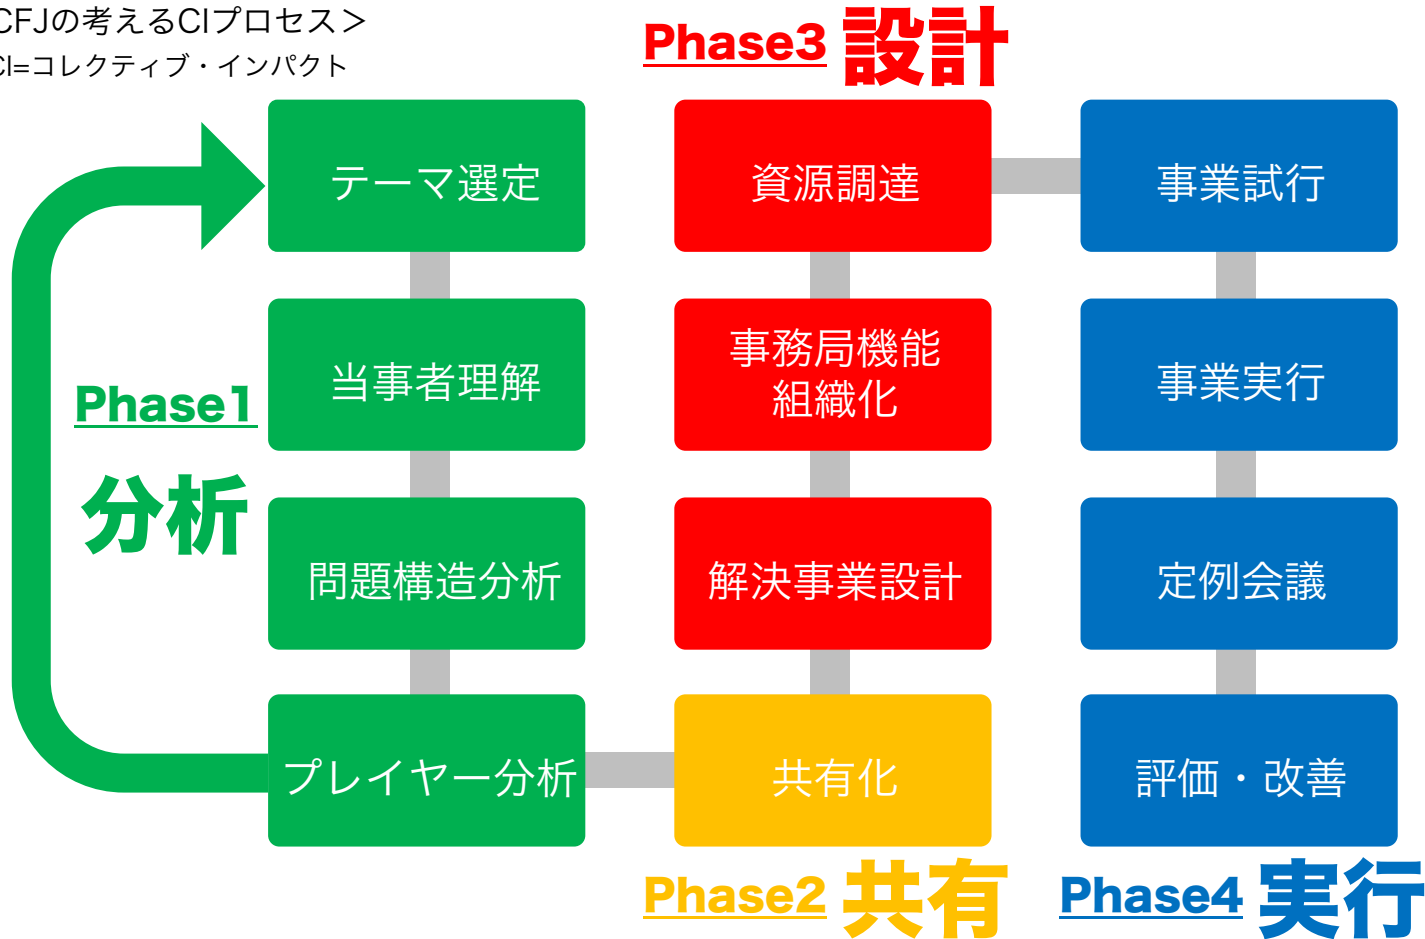 CFJの考えるCIプロセス＞
CI=コレクティブ・インパクト
Phase1
分析
テーマ選定
当事者理解
問題構造分析
プレイヤー分析
Phase2 共有
共有化
Phase3 設計
資源調達
事務局機能
組織化
解決事業設計
Phase4 実行
事業試行
事業実行
定例会議
評価・改善